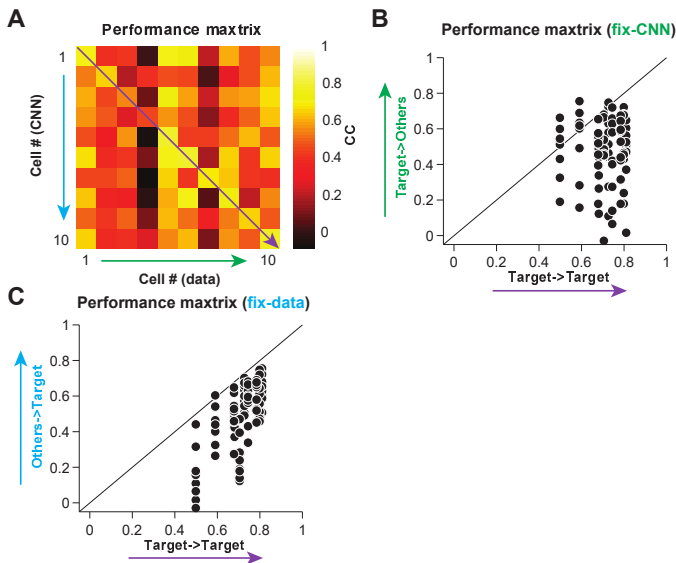 A
Performance maxtrix
1
10
Cell # (CNN)
1
10
Cell # (data)
1
0.8
0.6
0.4
0.2
0
CC
B
Performance maxtrix (fix-CNN)
1
0.8
0.6
0.4
0.2
0
Target->Others
0 0.2 0.4 0.6 0.8 1
Target->Target
C
Performance maxtrix (fix-data)
1
0.8
0.6
0.4
0.2
0
Others->Target
0 0.2 0.4 0.6 0.8 1
Target->Target